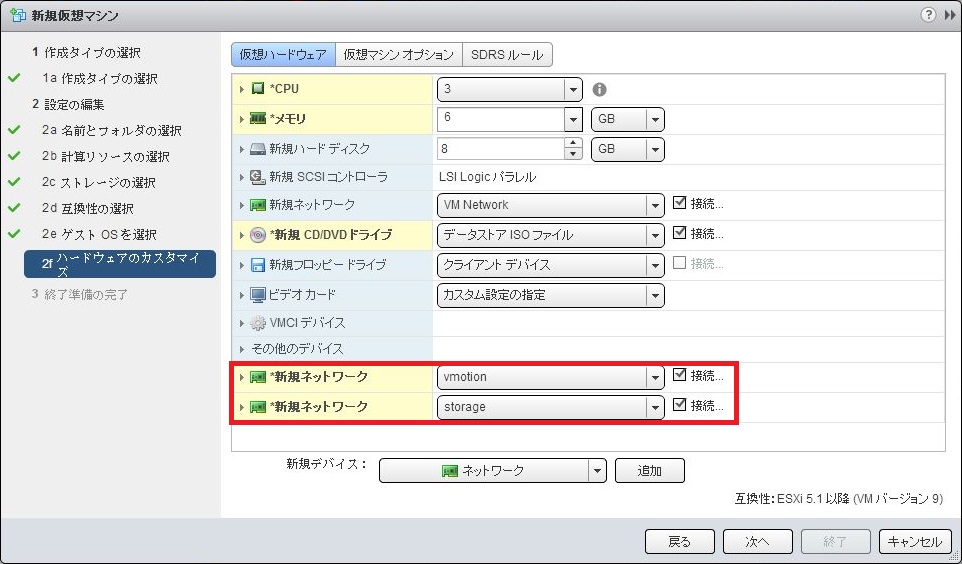 新規仮想マシン
1 作成タイプの選択
1a 作成タイプの選択
2 設定の編集
2a 名前とフォルダの選択
2b 計算リソースの選択
2c ストレージの選択
2d 互換性の選択
2e ゲスト OS を選択
2f ハードウェアのカスタマイ
ズ
3 終了準備の完了
仮想ハードウェア 仮想マシン オプション SDRS ルール
*CPU 3
*メモリ 6 GB
新規ハード ディスク 8 GB
新規 SCSI コントローラ LSI Logic パラレル
新規ネットワーク VM Network 接続...
*新規 CD/DVD ドライブ データストア ISO ファイル 接続...
新規フロッピー ドライブ クライアント デバイス 接続...
ビデオ カード カスタム設定の指定
VMCI デバイス
その他のデバイス
*新規ネットワーク vmotion 接続...
*新規ネットワーク storage 接続...
新規デバイス： ネットワーク 追加
互換性: ESXi 5.1 以降 (VM バージョン 9)
戻る 次へ 終了 キャンセル